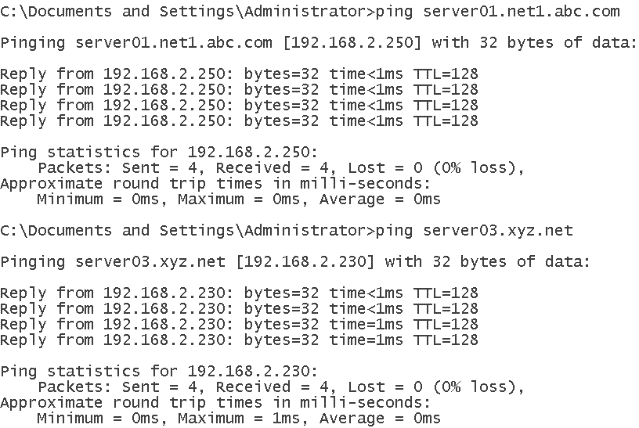 C:\Documents and Settings\Administrator>ping server01.net1.abc.com
Pinging server01.net1.abc.com [192.168.2.250] with 32 bytes of data:
Reply from 192.168.2.250: bytes=32 time<1ms TTL=128
Reply from 192.168.2.250: bytes=32 time<1ms TTL=128
Reply from 192.168.2.250: bytes=32 time<1ms TTL=128
Reply from 192.168.2.250: bytes=32 time<1ms TTL=128
Ping statistics for 192.168.2.250:
    Packets: Sent = 4, Received = 4, Lost = 0 (0% loss),
Approximate round trip times in milli-seconds:
    Minimum = 0ms, Maximum = 0ms, Average = 0ms
C:\Documents and Settings\Administrator>ping server03.xyz.net
Pinging server03.xyz.net [192.168.2.230] with 32 bytes of data:
Reply from 192.168.2.230: bytes=32 time<1ms TTL=128
Reply from 192.168.2.230: bytes=32 time<1ms TTL=128
Reply from 192.168.2.230: bytes=32 time=1ms TTL=128
Reply from 192.168.2.230: bytes=32 time=1ms TTL=128
Ping statistics for 192.168.2.230:
    Packets: Sent = 4, Received = 4, Lost = 0 (0% loss),
Approximate round trip times in milli-seconds:
    Minimum = 0ms, Maximum = 1ms, Average = 0ms